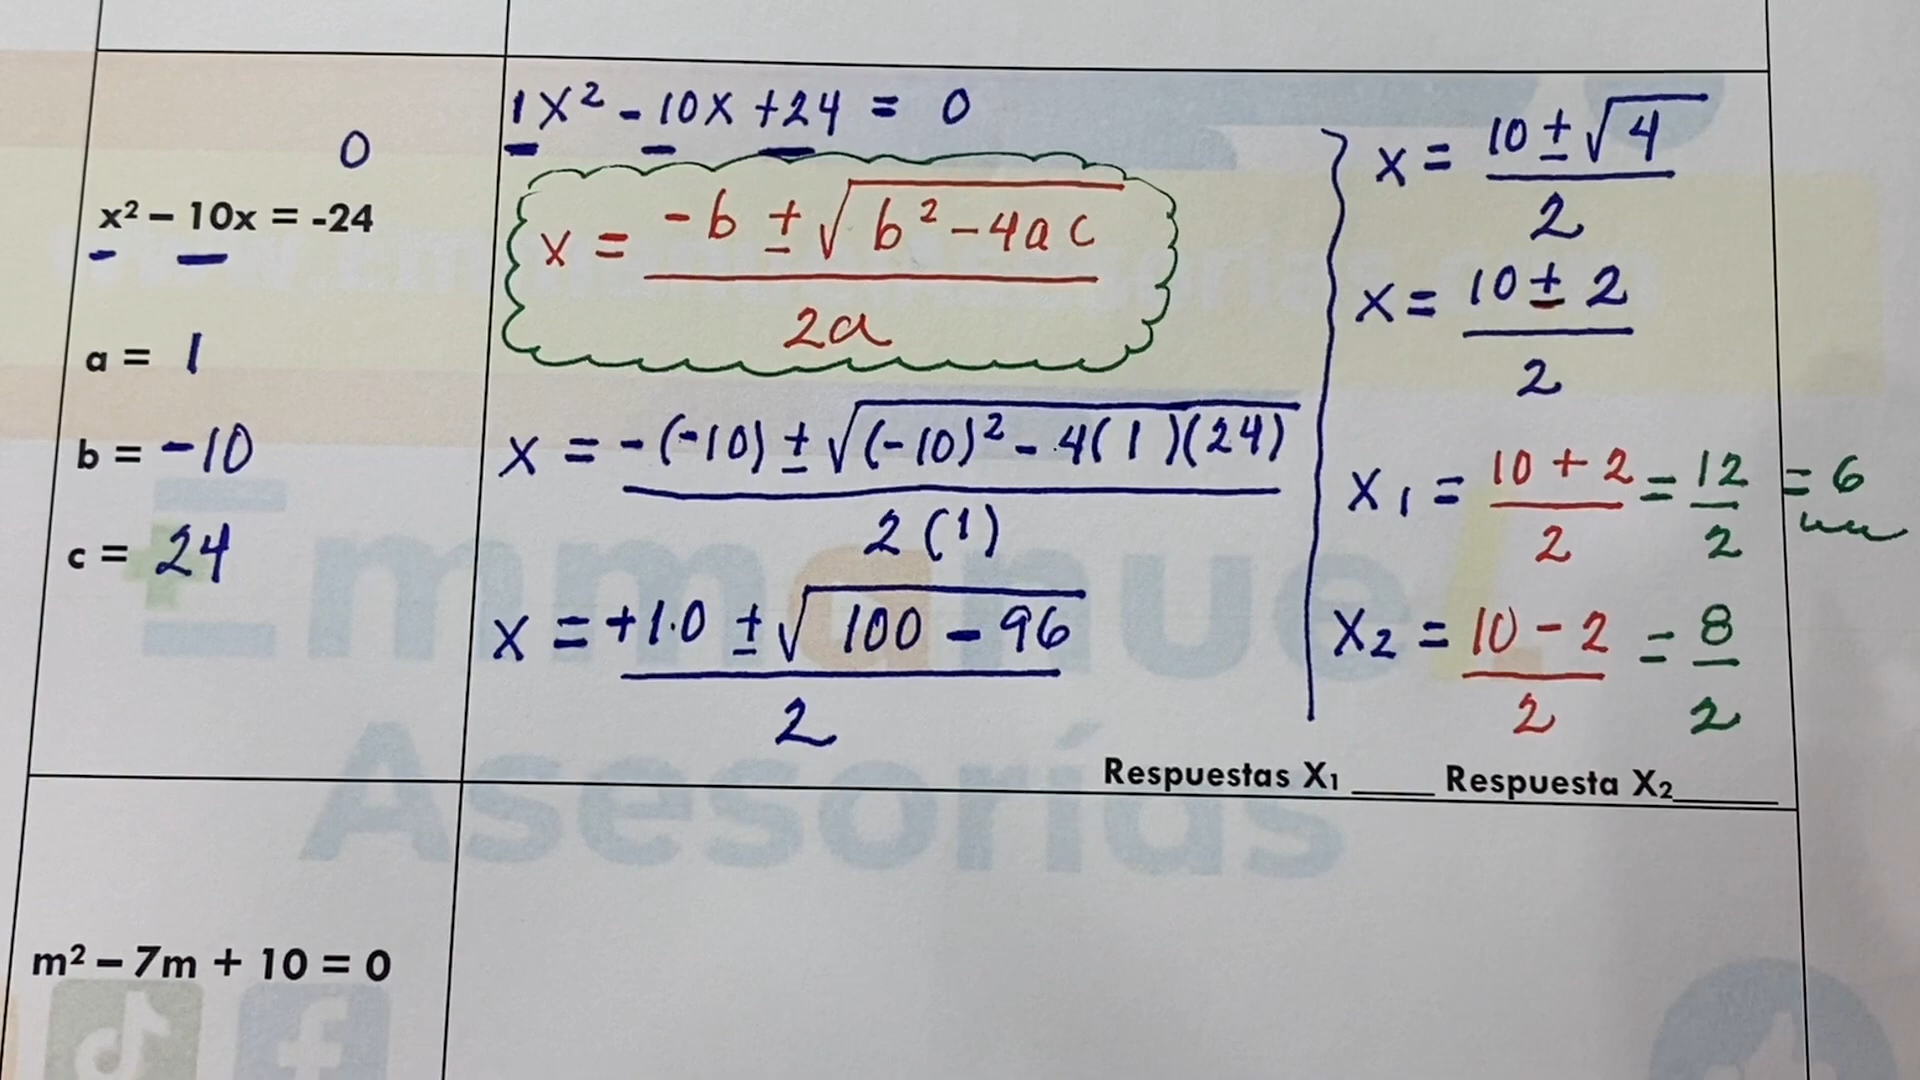 0
x² – 10x = -24
a = 1
b = -10
c = 24
1x² - 10x + 24 = 0
x = (-b ± √(b² - 4ac)) / 2a
x = (-(-10) ± √((-10)² - 4(1)(24))) / 2(1)
x = (+10 ± √(100 - 96)) / 2
x = (10 ± √4) / 2
x = (10 ± 2) / 2
x₁ = (10 + 2) / 2 = 12 / 2 = 6
x₂ = (10 - 2) / 2 = 8 / 2
Respuestas X₁ _____ Respuesta X₂______
Emmanuel
Asesorías
m² – 7m + 10 = 0